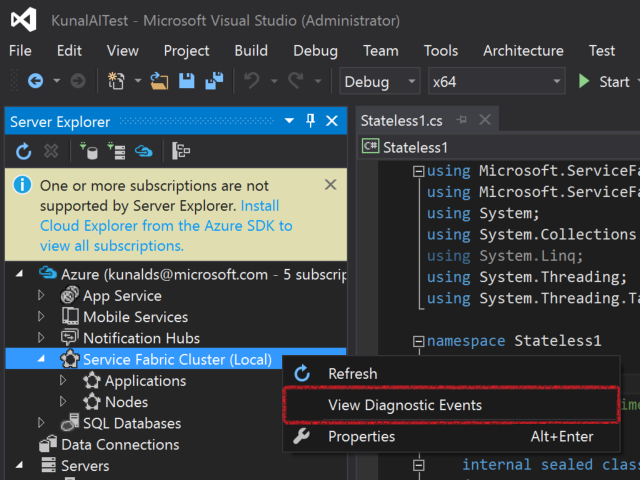 KunalAITest - Microsoft Visual Studio (Administrator)
File Edit View Project Build Debug Team Tools Architecture Test
Debug x64 Start
Server Explorer
Stateless1.cs
One or more subscriptions are not
supported by Server Explorer. Install
Cloud Explorer from the Azure SDK to
view all subscriptions.
Azure (kunalds@microsoft.com - 5 subscrip
App Service
Mobile Services
Notification Hubs
Service Fabric Cluster (Local)
Applications
Nodes
SQL Databases
Data Connections
Servers
C# Stateless1
using Microsoft.ServiceFa
using Microsoft.ServiceFa
using System;
using System.Collections
using System.Linq;
using System.Threading;
using System.Threading.Ta
namespace Stateless1
Refresh
View Diagnostic Events
Properties Alt+Enter
ime
internal sealed clas